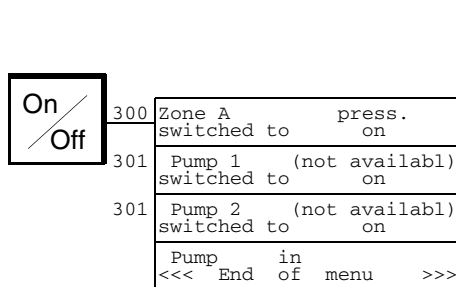 On
Off
300 Zone A press.
switched to on
301 Pump 1 (not availabl)
switched to on
301 Pump 2 (not availabl)
switched to on
Pump in
<<< End of menu >>>